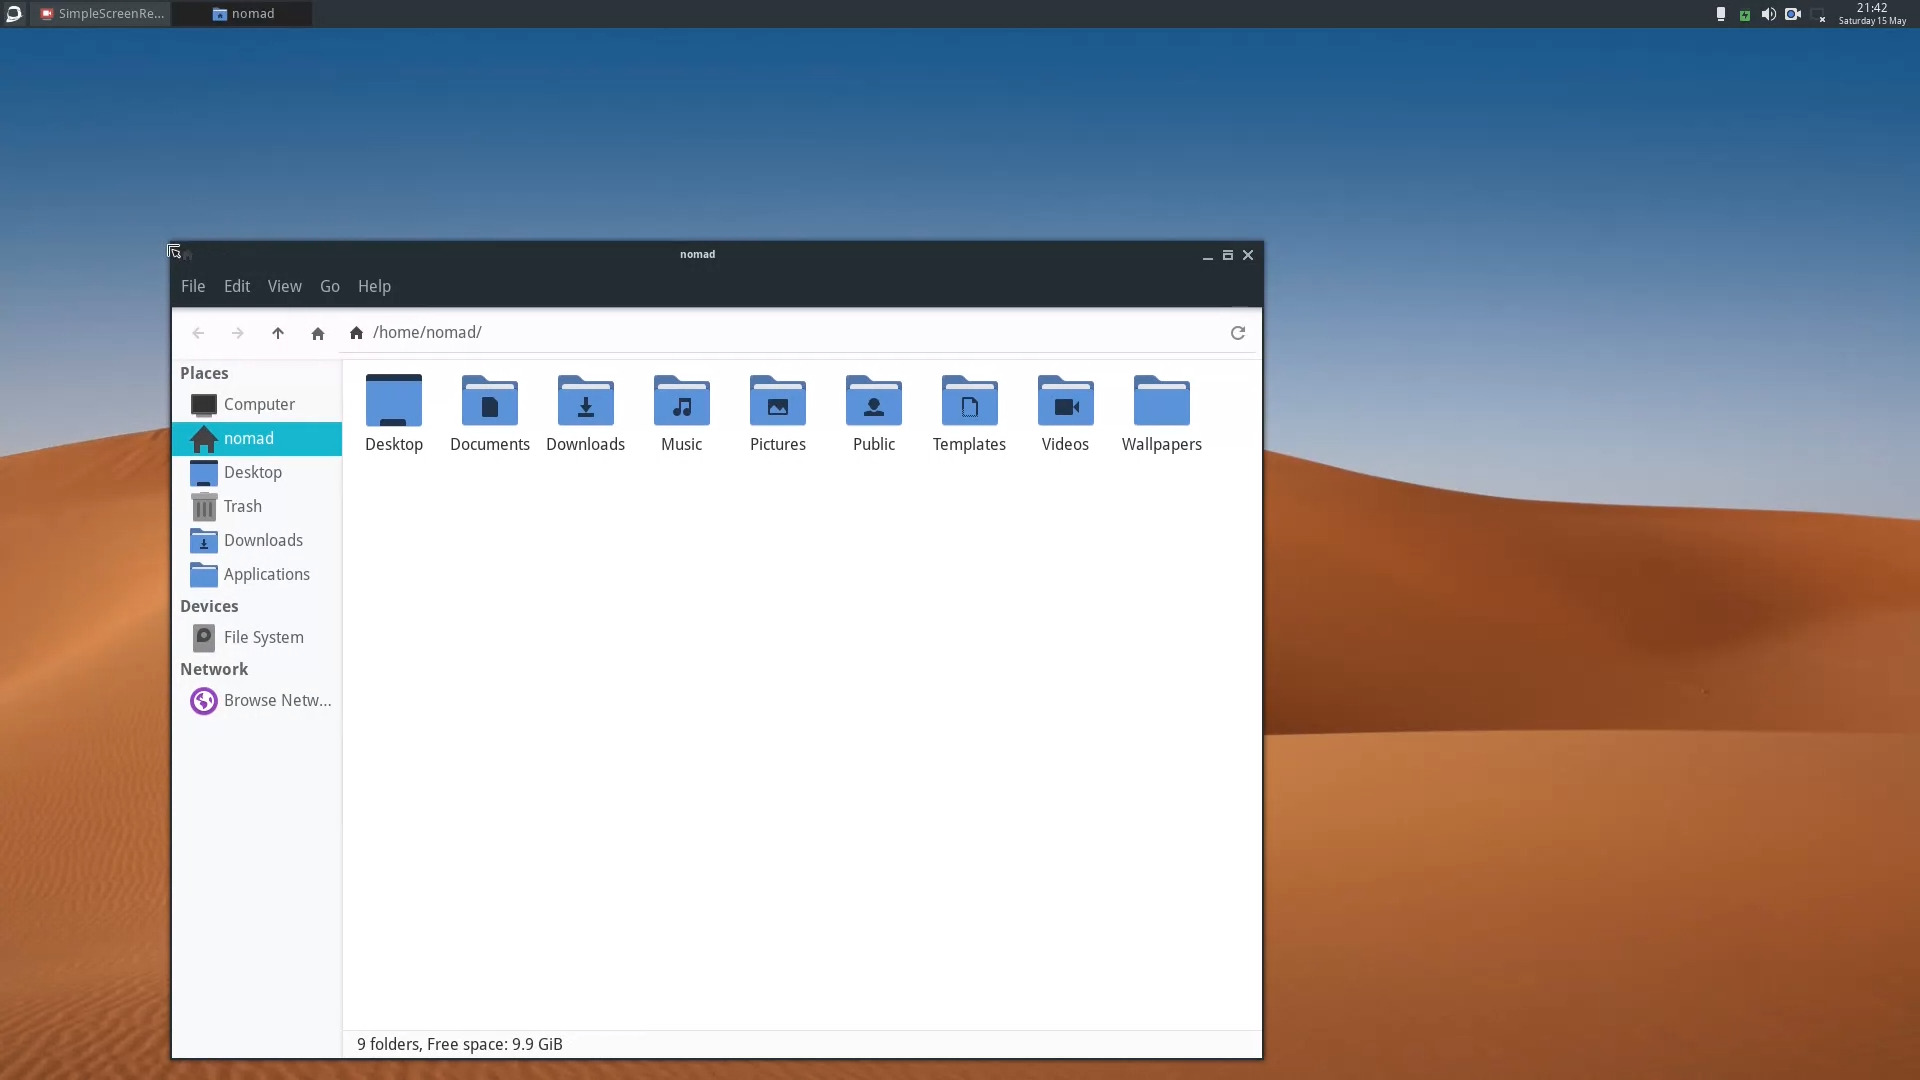 SimpleScreenRe...
nomad
21:42
Saturday 15 May
nomad
File Edit View Go Help
/home/nomad/
Places
Computer
nomad
Desktop
Trash
Downloads
Applications
Devices
File System
Network
Browse Netw...
Desktop Documents Downloads Music Pictures Public Templates Videos Wallpapers
9 folders, Free space: 9.9 GiB